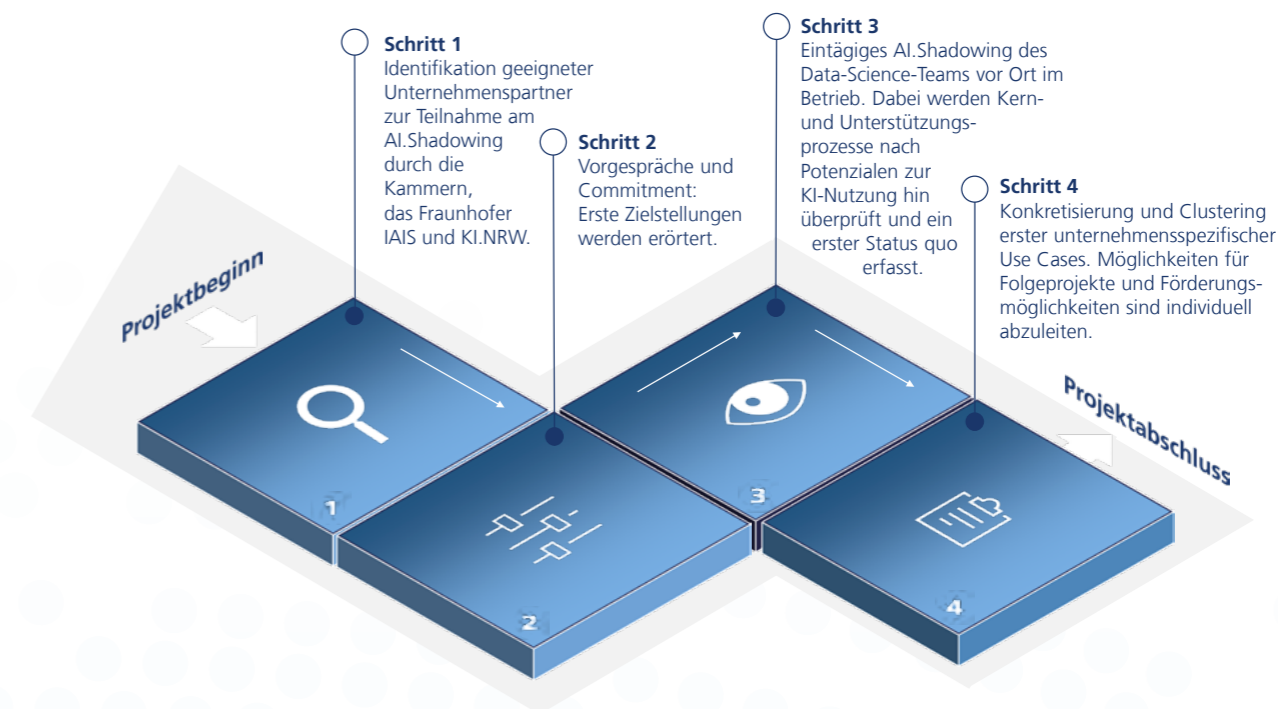 Projektbeginn
Schritt 1
Identifikation geeigneter
Unternehmenspartner
zur Teilnahme am
AI.Shadowing
durch die
Kammern,
das Fraunhofer
IAIS und KI.NRW.
Schritt 2
Vorgespräche und
Commitment:
Erste Zielstellungen
werden erörtert.
Schritt 3
Eintägiges AI.Shadowing des
Data-Science-Teams vor Ort im
Betrieb. Dabei werden Kern-
und Unterstützungs-
prozesse nach
Potenzialen zur
KI-Nutzung hin
überprüft und ein
erster Status quo
erfasst.
Schritt 4
Konkretisierung und Clustering
erster unternehmensspezifischer
Use Cases. Möglichkeiten für
Folgeprojekte und Förderungs-
möglichkeiten sind individuell
abzuleiten.
Projektabschluss
1
2
3
4